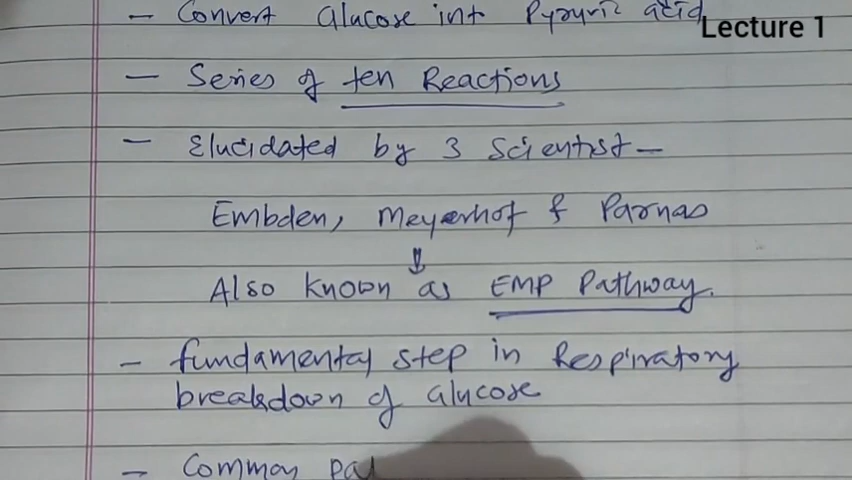 - Convert Glucose int Pyruvic acid
Lecture 1
- Series of ten Reactions
- Elucidated by 3 Scientist -
Embden, Meyerhof & Parnas
↓
Also known as EMP Pathway.
- fundamental step in Respiratory
breakdown of Glucose
- Common